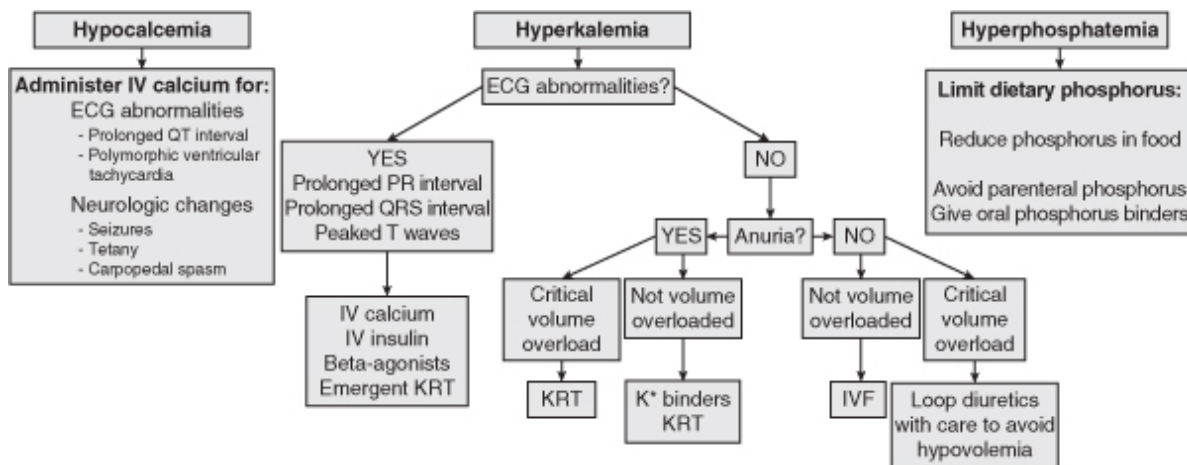 Hypocalcemia
Administer IV calcium for:
ECG abnormalities
- Prolonged QT interval
- Polymorphic ventricular
tachycardia
Neurologic changes
- Seizures
- Tetany
- Carpopedal spasm
Hyperkalemia
ECG abnormalities?
YES
Prolonged PR interval
Prolonged QRS interval
Peaked T waves
IV calcium
IV insulin
Beta-agonists
Emergent KRT
NO
Anuria?
YES
Critical
volume
overload
KRT
Not volume
overloaded
K* binders
KRT
NO
Not volume
overloaded
IVF
Critical
volume
overload
Loop diuretics
with care to avoid
hypovolemia
Hyperphosphatemia
Limit dietary phosphorus:
Reduce phosphorus in food
Avoid parenteral phosphorus
Give oral phosphorus binders